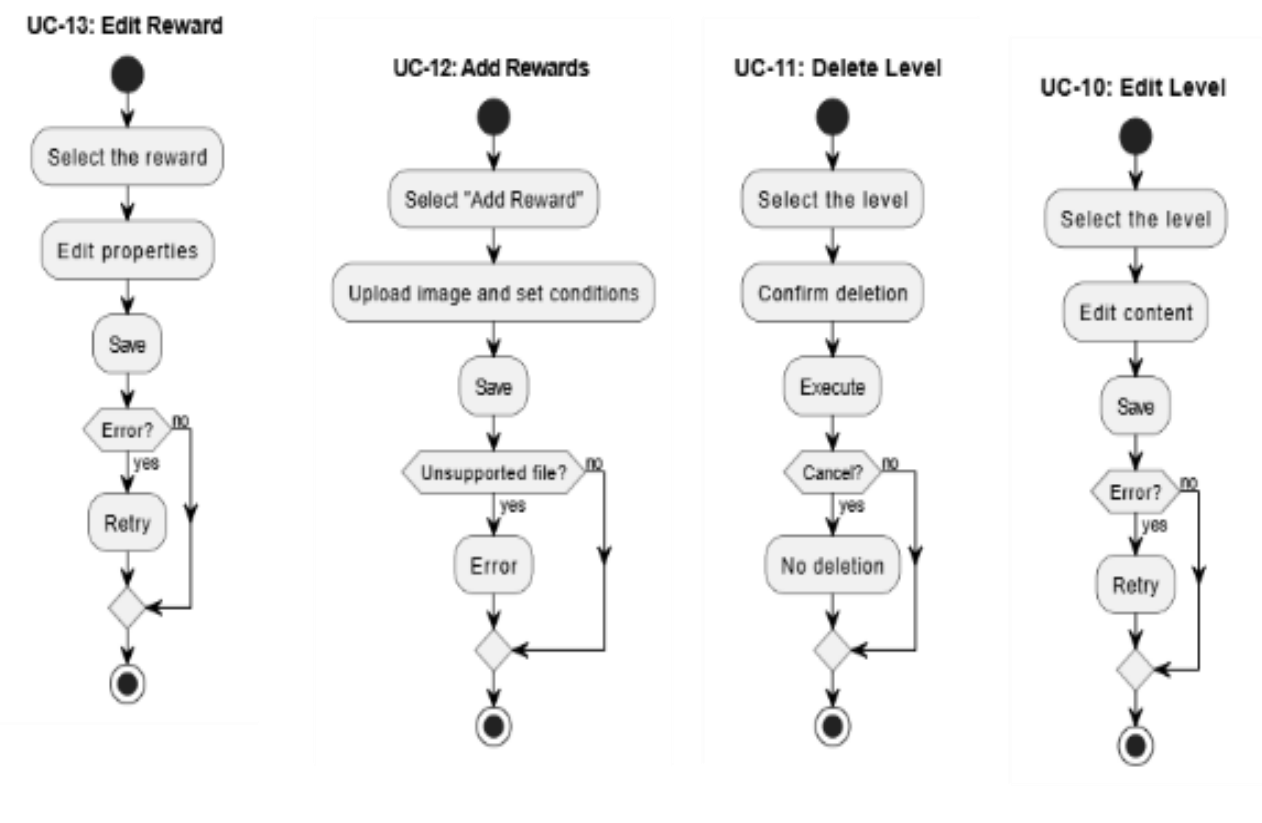 UC-13: Edit Reward
Select the reward
Edit properties
Save
Error?
no
yes
Retry
UC-12: Add Rewards
Select "Add Reward"
Upload image and set conditions
Save
Unsupported file?
no
yes
Error
UC-11: Delete Level
Select the level
Confirm deletion
Execute
Cancel?
no
yes
No deletion
UC-10: Edit Level
Select the level
Edit content
Save
Error?
no
yes
Retry